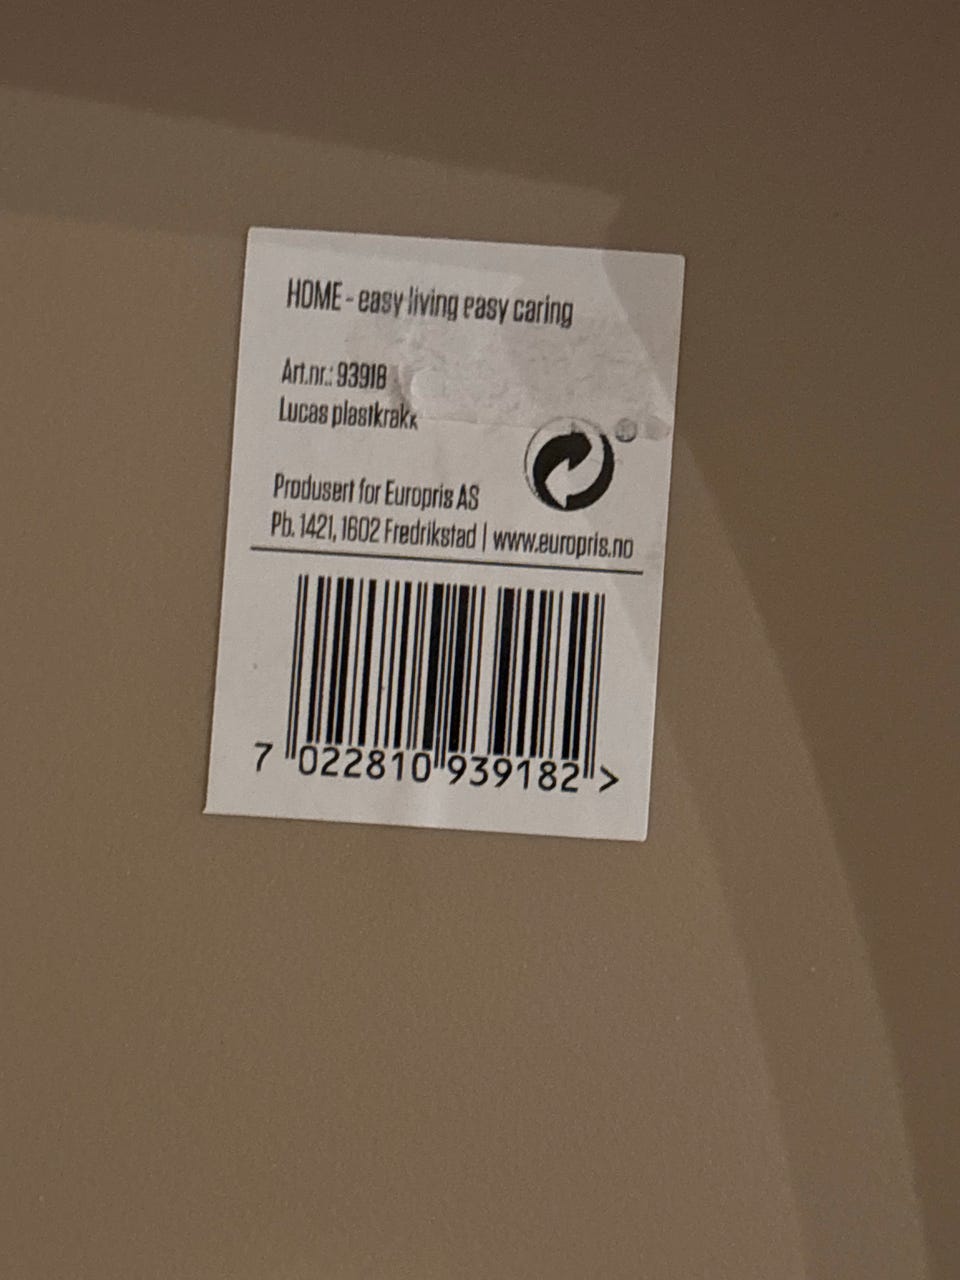 HOME - easy living easy caring
Art.nr.: 93918
Lucas plastkrakk
Produsert for Europris AS
Pb. 1421, 1602 Fredrikstad | www.europris.no
7 022810 939182 >